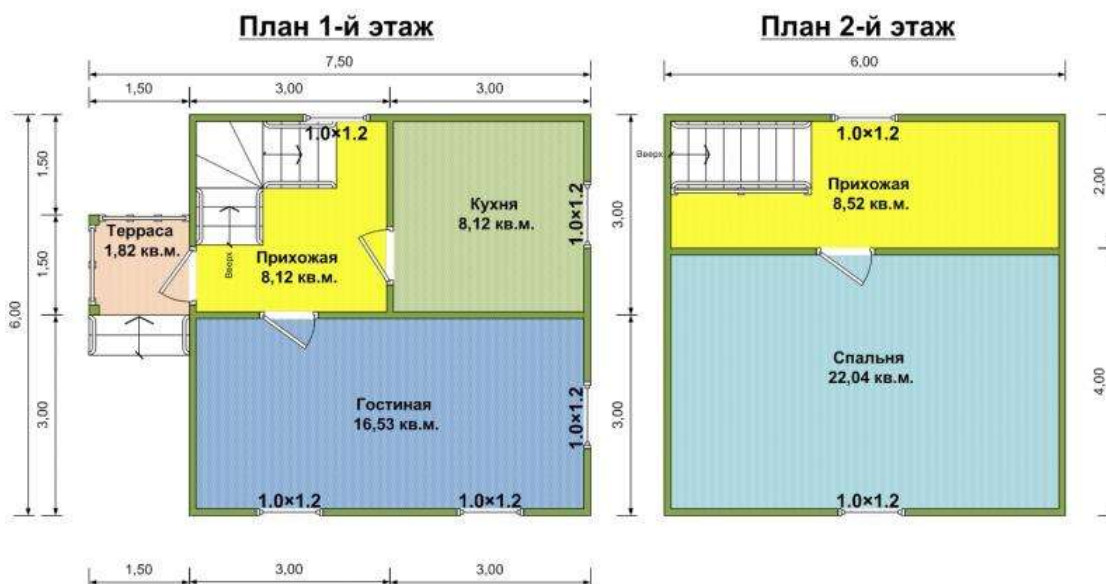 План 1-й этаж
План 2-й этаж
7,50
1,50
3,00
3,00
6,00
1.0×1.2
1.0×1.2
6,00
1,50
1,50
3,00
Вверх
Терраса
1,82 кв.м.
Прихожая
8,12 кв.м.
Вверх
Кухня
8,12 кв.м.
1.0×1.2
3,00
3,00
Прихожая
8,52 кв.м.
2,00
Гостиная
16,53 кв.м.
1.0×1.2
Спальня
22,04 кв.м.
4,00
1.0×1.2
1.0×1.2
1.0×1.2
1,50
3,00
3,00